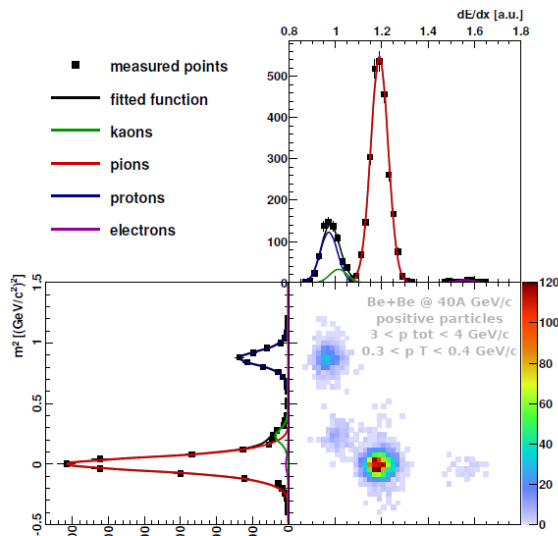 dE/dx [a.u.]
0.8 1 1.2 1.4 1.6 1.8
measured points
fitted function
kaons
pions
protons
electrons
500
400
300
200
100
0
1.5
1
0.5
0
-0.5
m² [(GeV/c²)²]
Be+Be @ 40A GeV/c
positive particles
3 < p tot < 4 GeV/c
0.3 < p T < 0.4 GeV/c
120
100
80
60
40
20
0